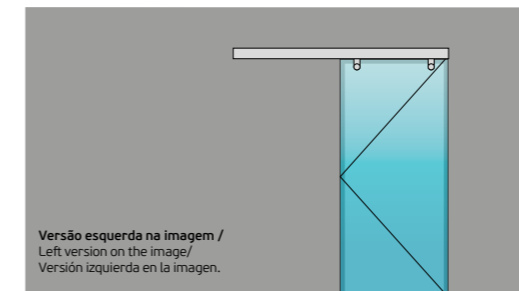 Versão esquerda na imagem /
Left version on the image/
Versión izquierda en la imagen.